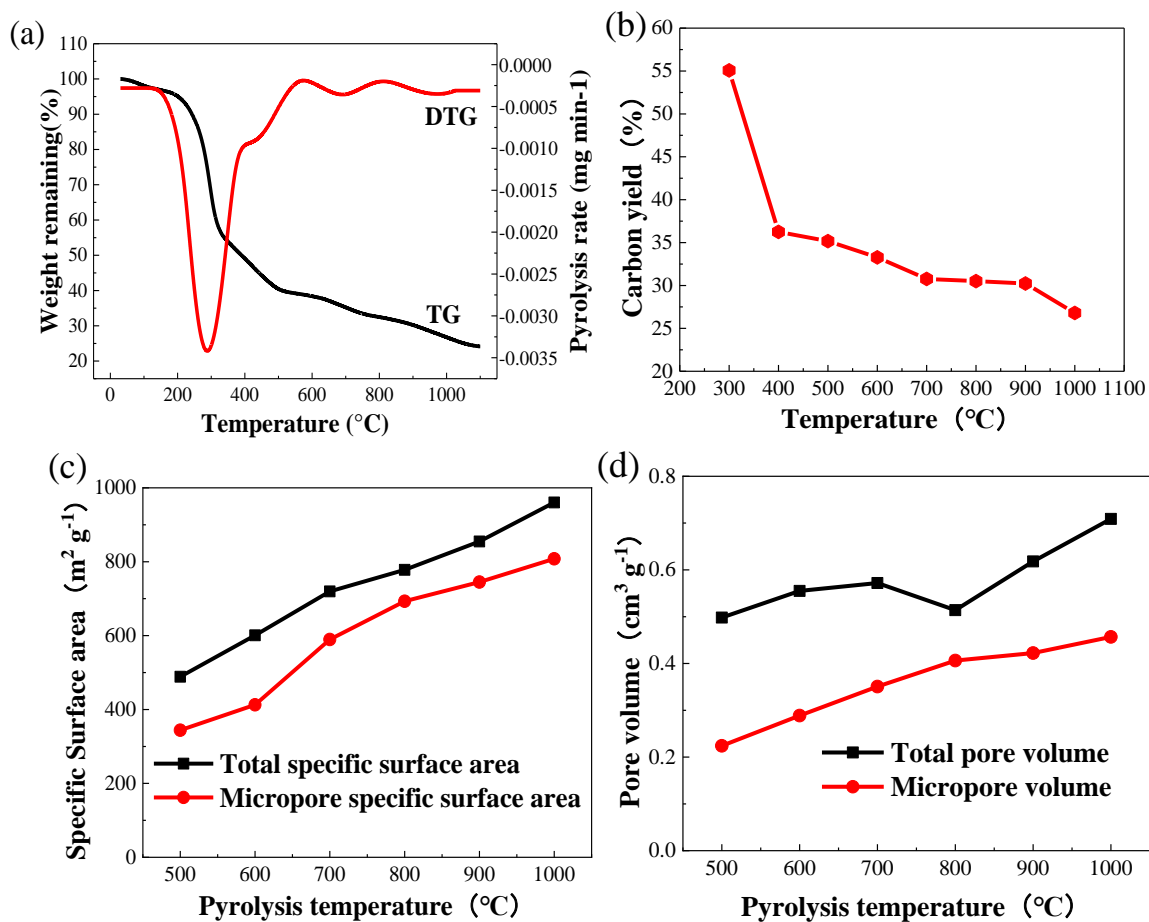 (a)
110
100
90
80
70
60
50
40
30
20
Weight remaining(%)
0 200 400 600 800 1000
Temperature (°C)
0.0000
-0.0005
-0.0010
-0.0015
-0.0020
-0.0025
-0.0030
-0.0035
Pyrolysis rate (mg min-1)
DTG
TG
(b)
60
55
50
45
40
35
30
25
20
Carbon yield (%)
200 300 400 500 600 700 800 900 1000 1100
Temperature (°C)
(c)
1000
800
600
400
200
0
Specific Surface area (m² g⁻¹)
Total specific surface area
Micropore specific surface area
500 600 700 800 900 1000
Pyrolysis temperature (°C)
(d)
0.8
0.6
0.4
0.2
0.0
Pore volume (cm³ g⁻¹)
Total pore volume
Micropore volume
500 600 700 800 900 1000
Pyrolysis temperature (°C)